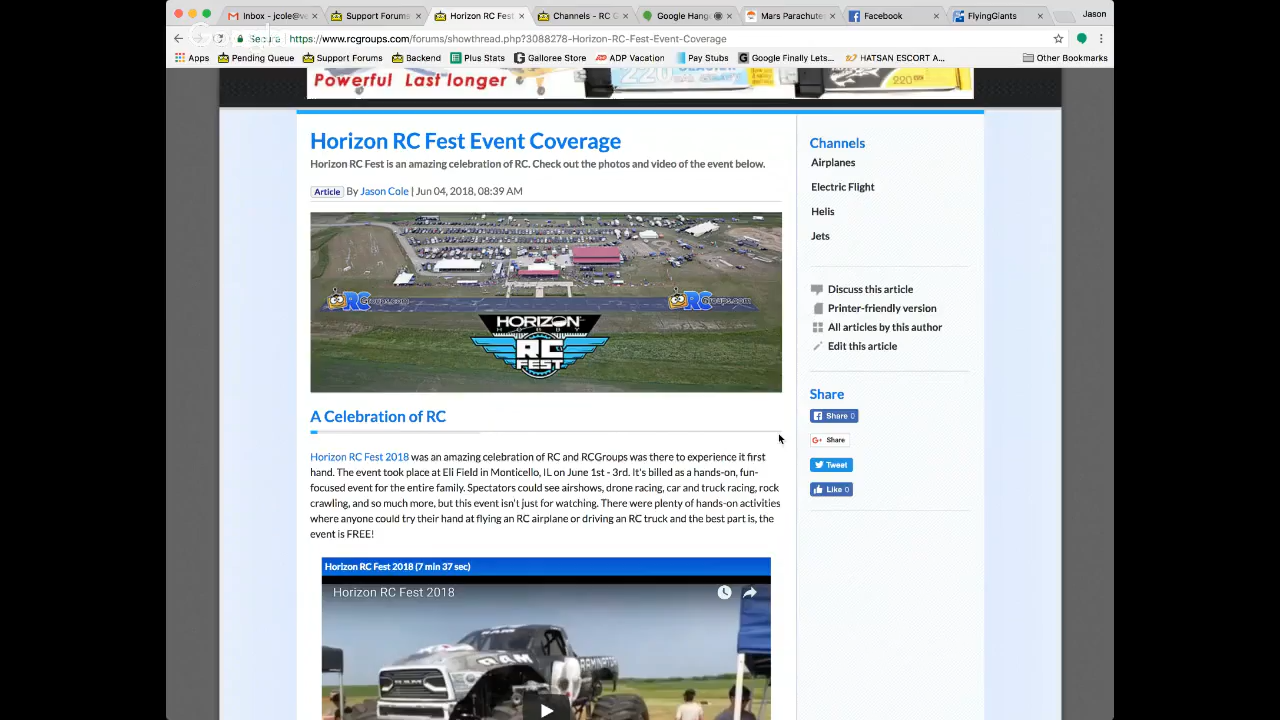 Inbox - jcole@ve
Support Forums
Horizon RC Fest
Channels - RC G
Google Hang
Mars Parachute
Facebook
FlyingGiants
Jason
Secure https://www.rcgroups.com/forums/showthread.php?3088278-Horizon-RC-Fest-Event-Coverage
Apps Pending Queue Support Forums Backend Plus Stats Galloree Store ADP Vacation Pay Stubs Google Finally Lets... HATSAN ESCORT A... Other Bookmarks
Powerful Last longer
220
220
Horizon RC Fest Event Coverage
Horizon RC Fest is an amazing celebration of RC. Check out the photos and video of the event below.
Article By Jason Cole | Jun 04, 2018, 08:39 AM
RCGroups.com
RCGroups.com
HORIZON
HOBBY
RC
FEST
A Celebration of RC
Horizon RC Fest 2018 was an amazing celebration of RC and RCGroups was there to experience it first
hand. The event took place at Eli Field in Monticello, IL on June 1st - 3rd. It's billed as a hands-on, fun-
focused event for the entire family. Spectators could see airshows, drone racing, car and truck racing, rock
crawling, and so much more, but this event isn't just for watching. There were plenty of hands-on activities
where anyone could try their hand at flying an RC airplane or driving an RC truck and the best part is, the
event is FREE!
Horizon RC Fest 2018 (7 min 37 sec)
Horizon RC Fest 2018
RAM
Channels
Airplanes
Electric Flight
Helis
Jets
Discuss this article
Printer-friendly version
All articles by this author
Edit this article
Share
Share 0
G+ Share
Tweet
Like 0